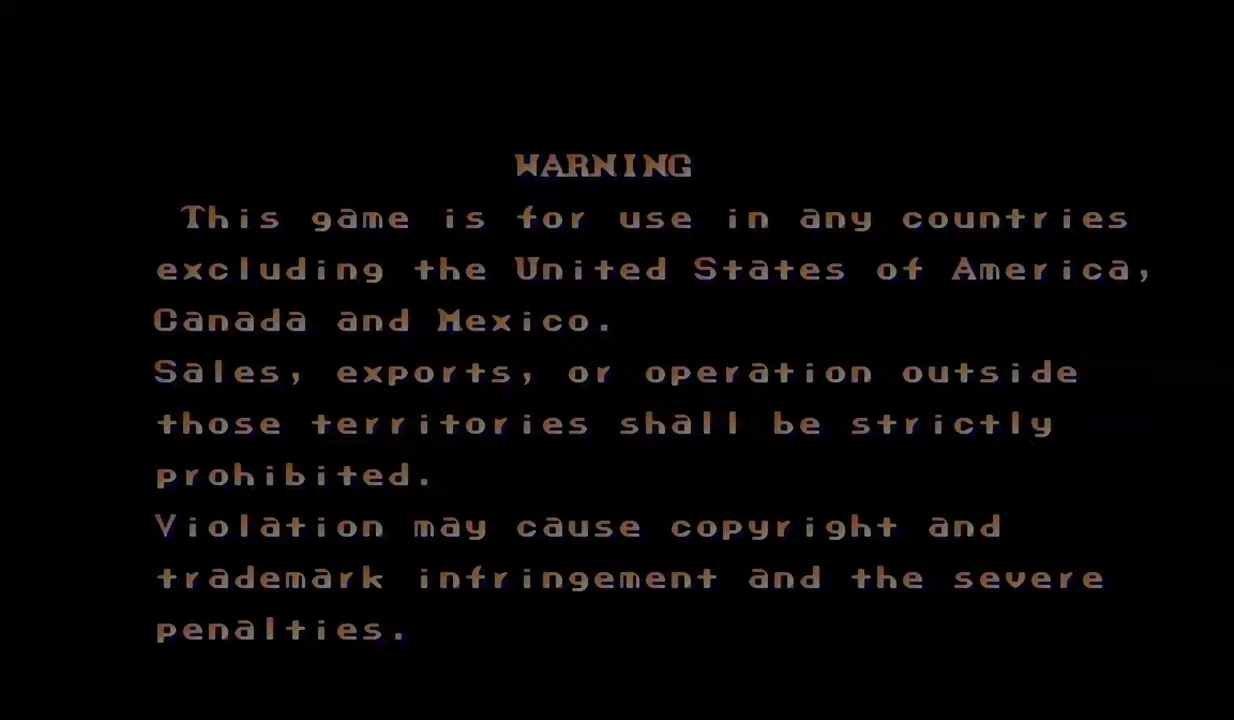 WARNING
This game is for use in any countries
excluding the United States of America,
Canada and Mexico.
Sales, exports, or operation outside
those territories shall be strictly
prohibited.
Violation may cause copyright and
trademark infringement and the severe
penalties.